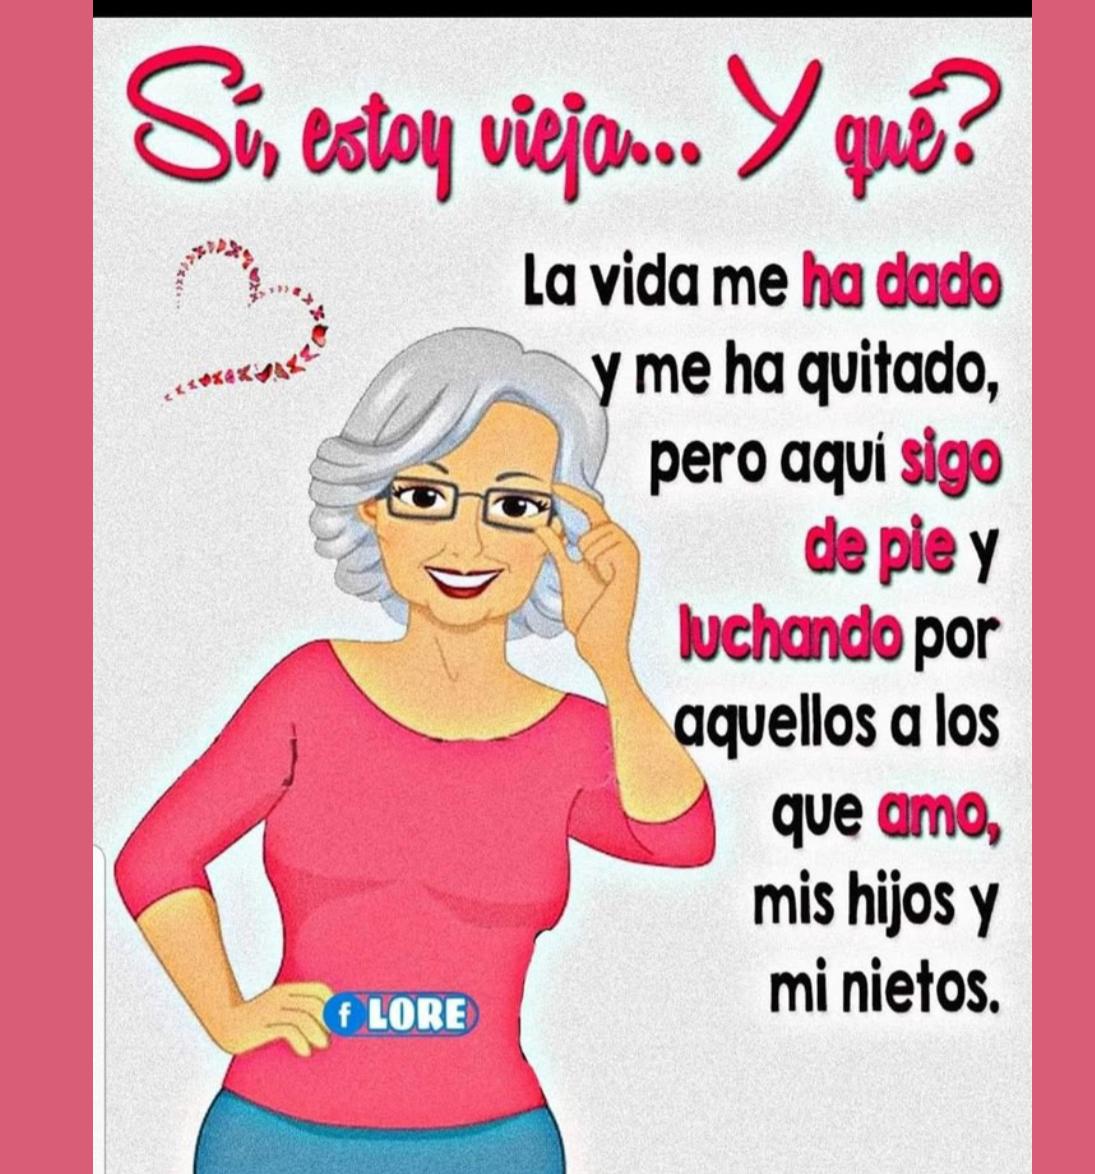 Sí, estoy vieja... Y qué?
La vida me ha dado
y me ha quitado,
pero aquí sigo
de pie y
luchando por
aquellos a los
que amo,
mis hijos y
mi nietos.
f LORE